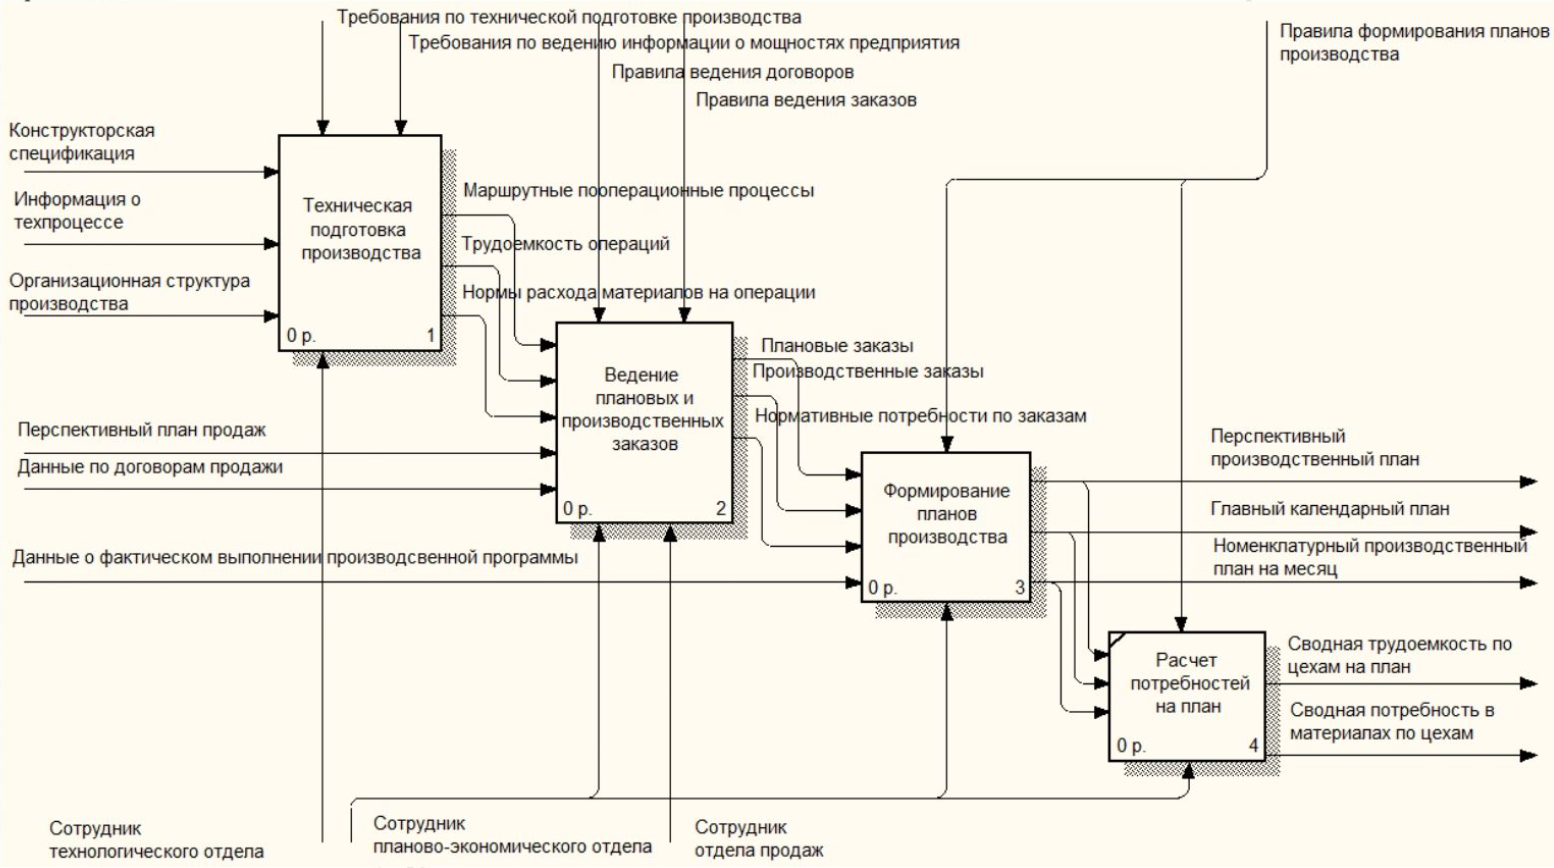 Требования по технической подготовке производства
Требования по ведению информации о мощностях предприятия
Правила ведения договоров
Правила ведения заказов
Правила формирования планов
производства
Конструкторская
спецификация
Информация о
техпроцессе
Организационная структура
производства
Техническая
подготовка
производства
0 р.
1
Маршрутные пооперационные процессы
Трудоемкость операций
Нормы расхода материалов на операции
Перспективный план продаж
Данные по договорам продажи
Ведение
плановых и
производственных
заказов
0 р.
2
Плановые заказы
Производственные заказы
Нормативные потребности по заказам
Данные о фактическом выполнении производсвенной программы
Формирование
планов
производства
0 р.
3
Перспективный
производственный план
Главный календарный план
Номенклатурный производственный
план на месяц
Расчет
потребностей
на план
0 р.
4
Сводная трудоемкость по
цехам на план
Сводная потребность в
материалах по цехам
Сотрудник
технологического отдела
Сотрудник
планово-экономического отдела
Сотрудник
отдела продаж